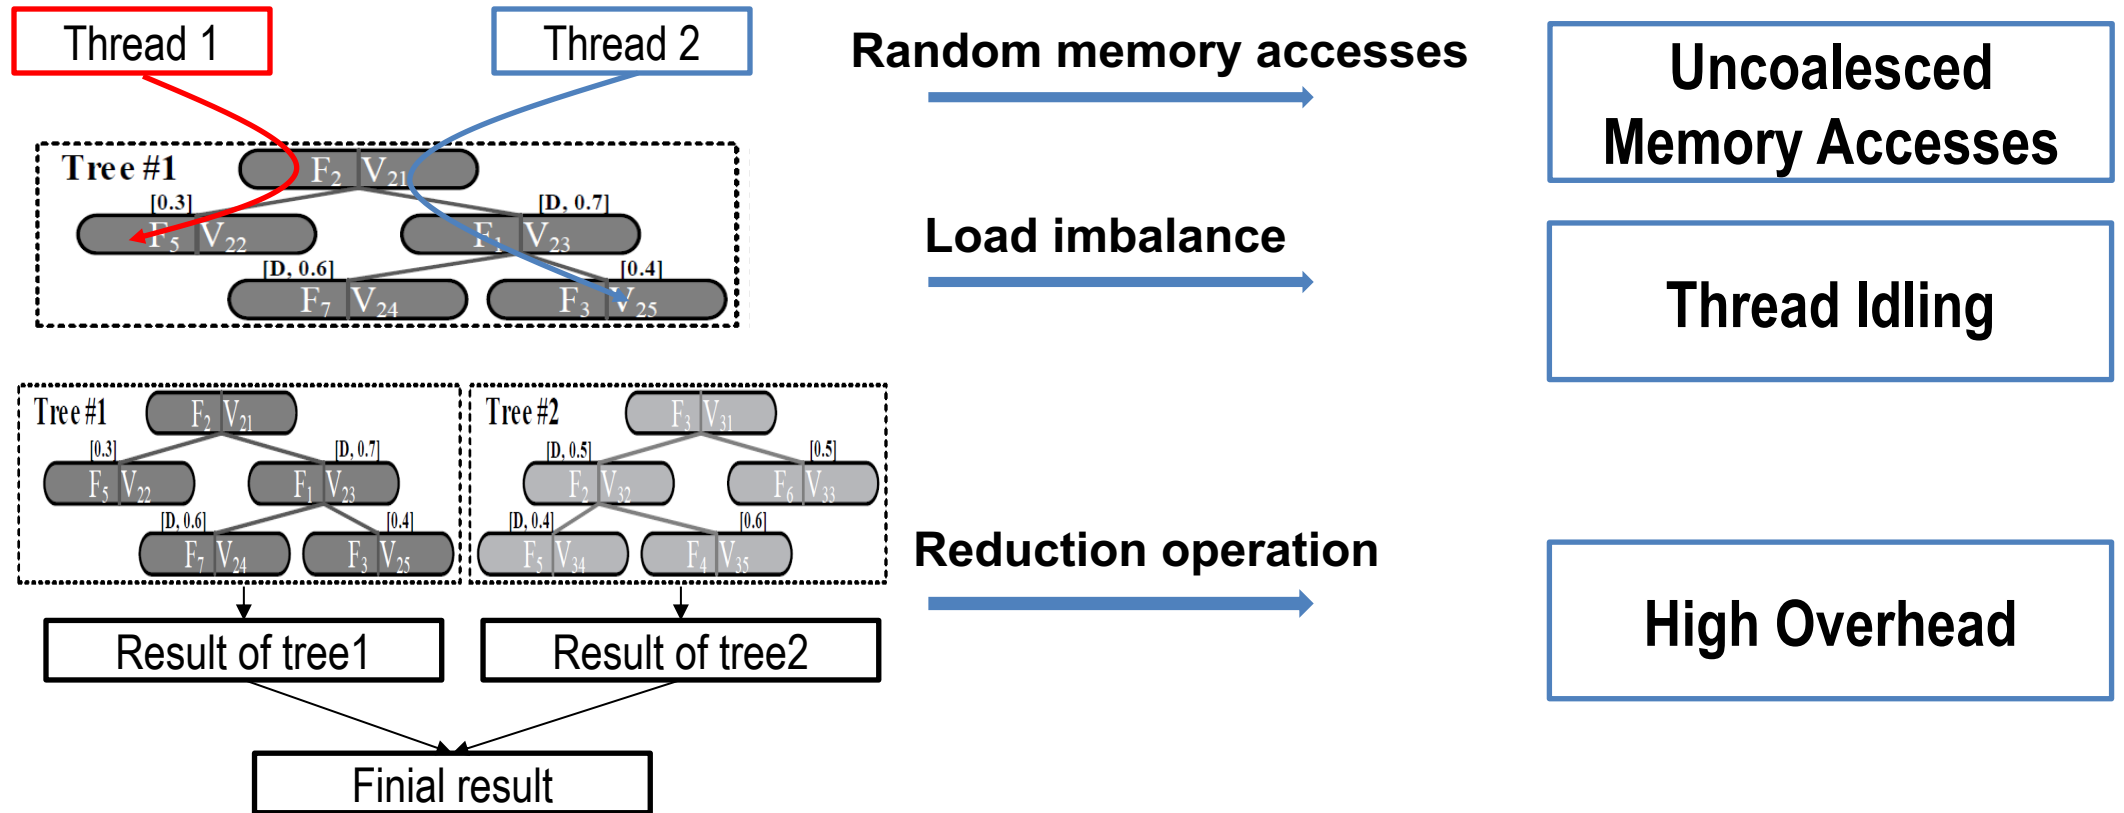 Thread 1
Thread 2
Random memory accesses
Uncoalesced
Memory Accesses
Tree #1
F2 V21
[0.3]
[D, 0.7]
F5 V22
F1 V23
[D, 0.6]
[0.4]
F7 V24
F3 V25
Load imbalance
Thread Idling
Tree #1
F2 V21
[0.3]
[D, 0.7]
F5 V22
F1 V23
[D, 0.6]
[0.4]
F7 V24
F3 V25
Tree #2
F3 V31
[D, 0.5]
[0.5]
F2 V32
F6 V33
[D, 0.4]
[0.6]
F5 V34
F4 V35
Reduction operation
High Overhead
Result of tree1
Result of tree2
Finial result